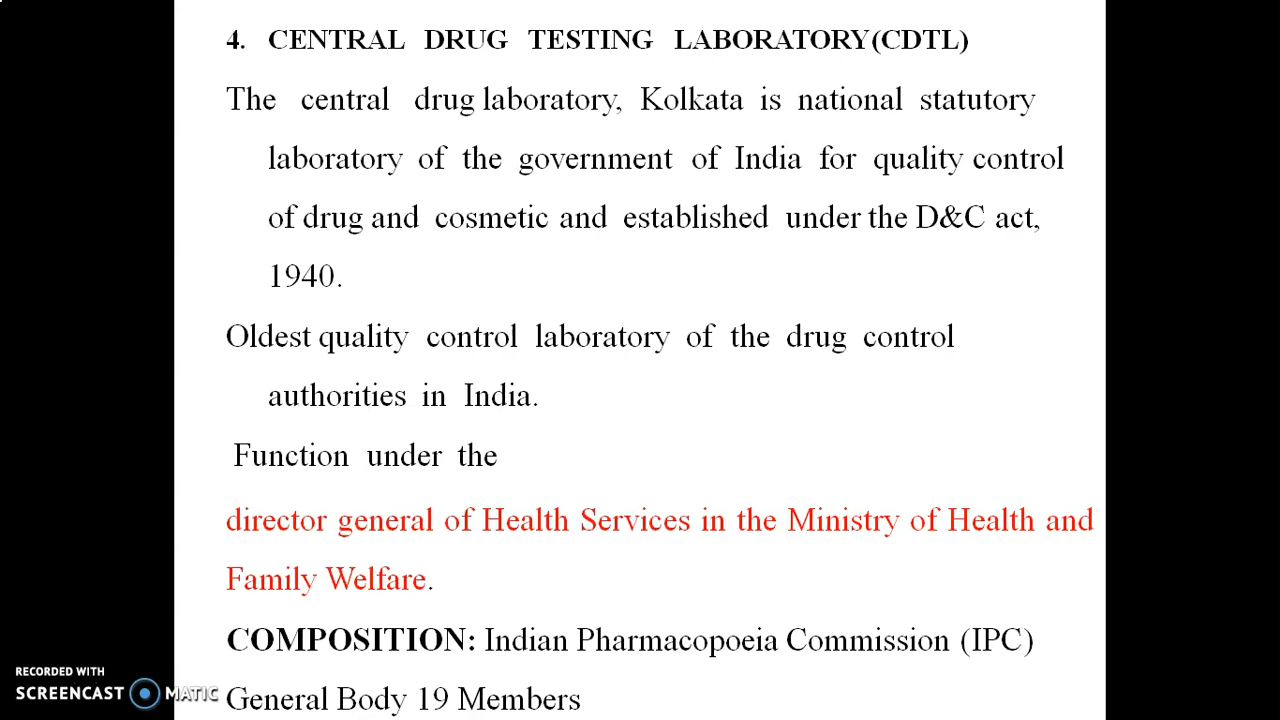 4. CENTRAL DRUG TESTING LABORATORY(CDTL)
The central drug laboratory, Kolkata is national statutory
laboratory of the government of India for quality control
of drug and cosmetic and established under the D&C act,
1940.
Oldest quality control laboratory of the drug control
authorities in India.
Function under the
director general of Health Services in the Ministry of Health and
Family Welfare.
COMPOSITION: Indian Pharmacopoeia Commission (IPC)
General Body 19 Members
RECORDED WITH
SCREENCAST MATIC